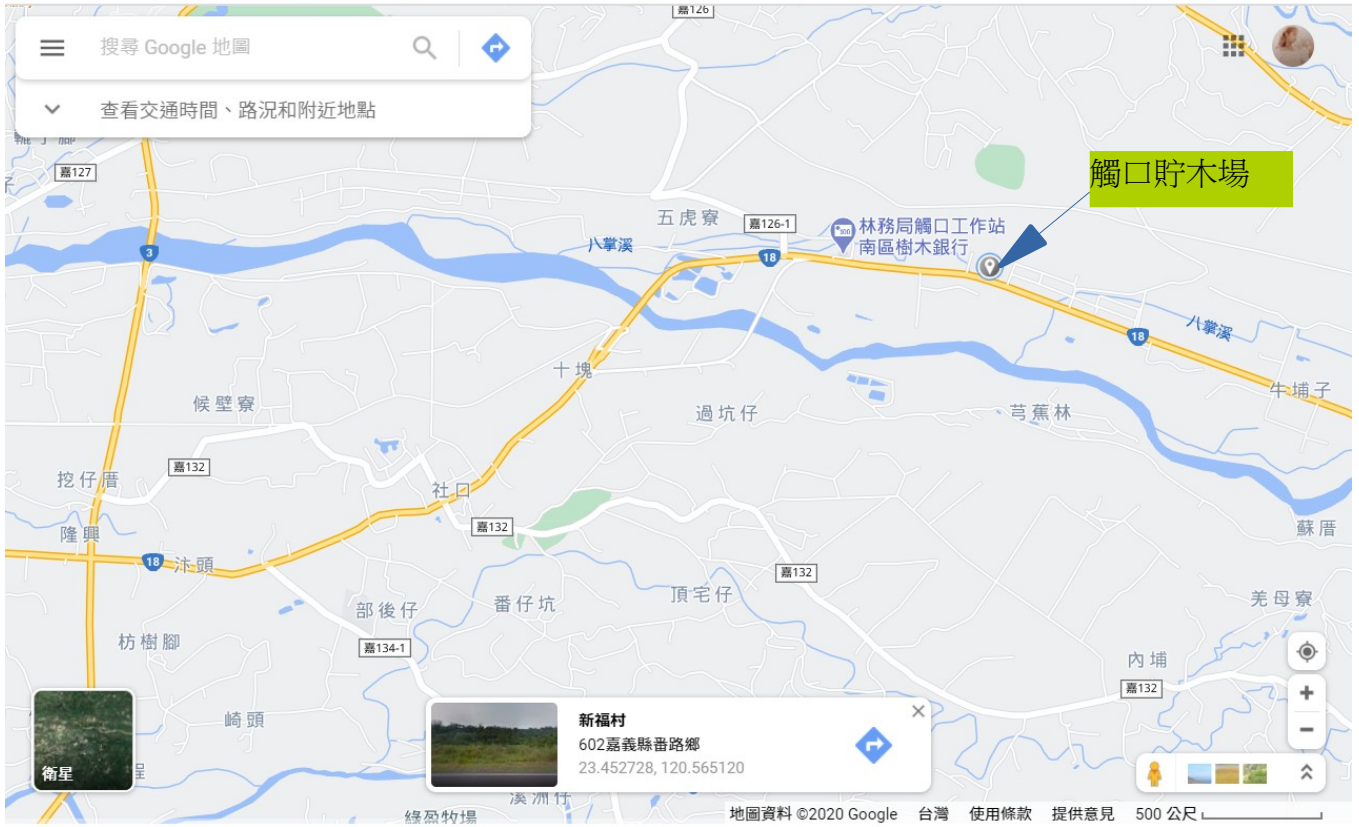 嘉126
搜尋 Google 地圖
查看交通時間、路況和附近地點
嘉127
觸口貯木場
五虎寮
嘉126-1
林務局觸口工作站
南區樹木銀行
八掌溪
3
18
八掌溪
18
十塊
牛埔子
候壁寮
過坑仔
芎蕉林
嘉132
挖仔厝
社口
隆興
嘉132
蘇厝
18
汴頭
嘉132
頂宅仔
羌母寮
部後仔
番仔坑
枋樹腳
嘉134-1
內埔
嘉132
崎頭
新福村
602嘉義縣番路鄉
23.452728, 120.565120
衛星
溪洲仔
綠盈牧場
地圖資料 ©2020 Google 台灣 使用條款 提供意見 500 公尺